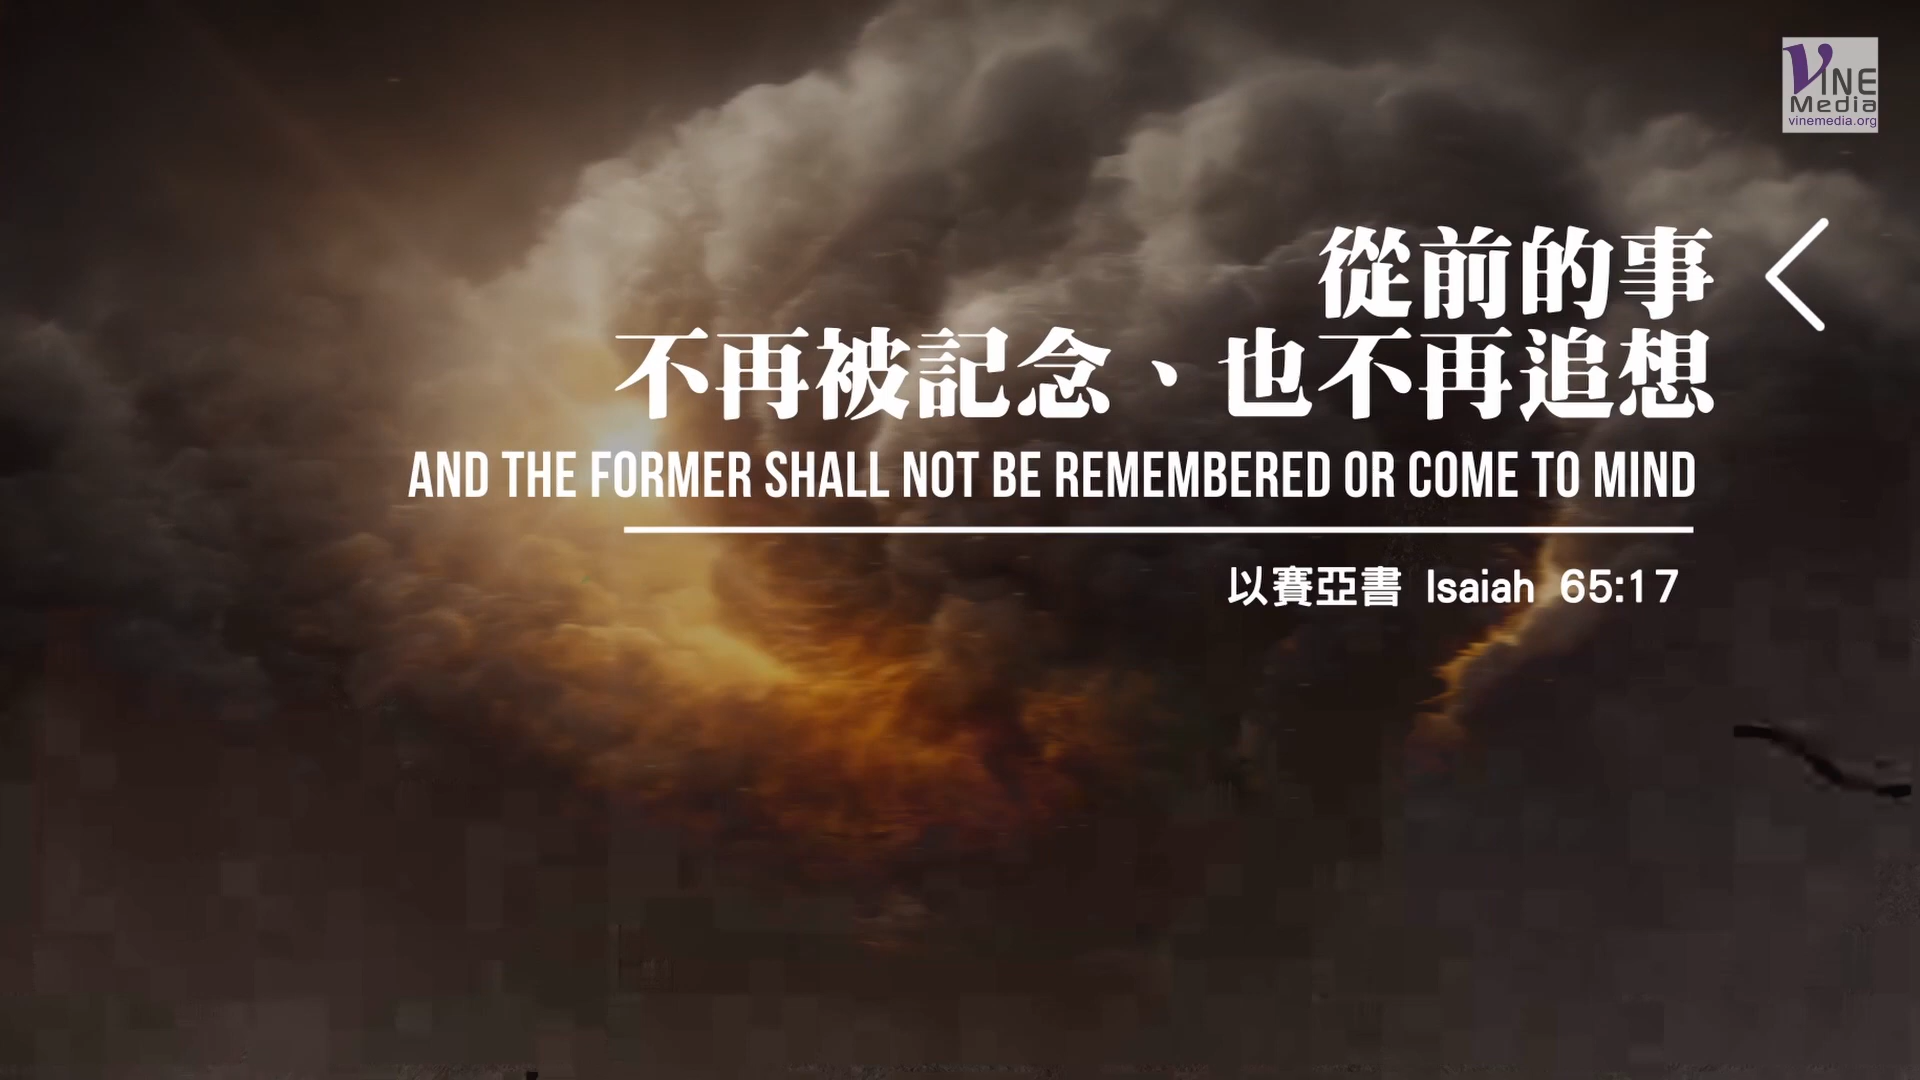 VINE
Media
vinemedia.org
從前的事
不再被記念、也不再追想
AND THE FORMER SHALL NOT BE REMEMBERED OR COME TO MIND
以賽亞書 Isaiah 65:17